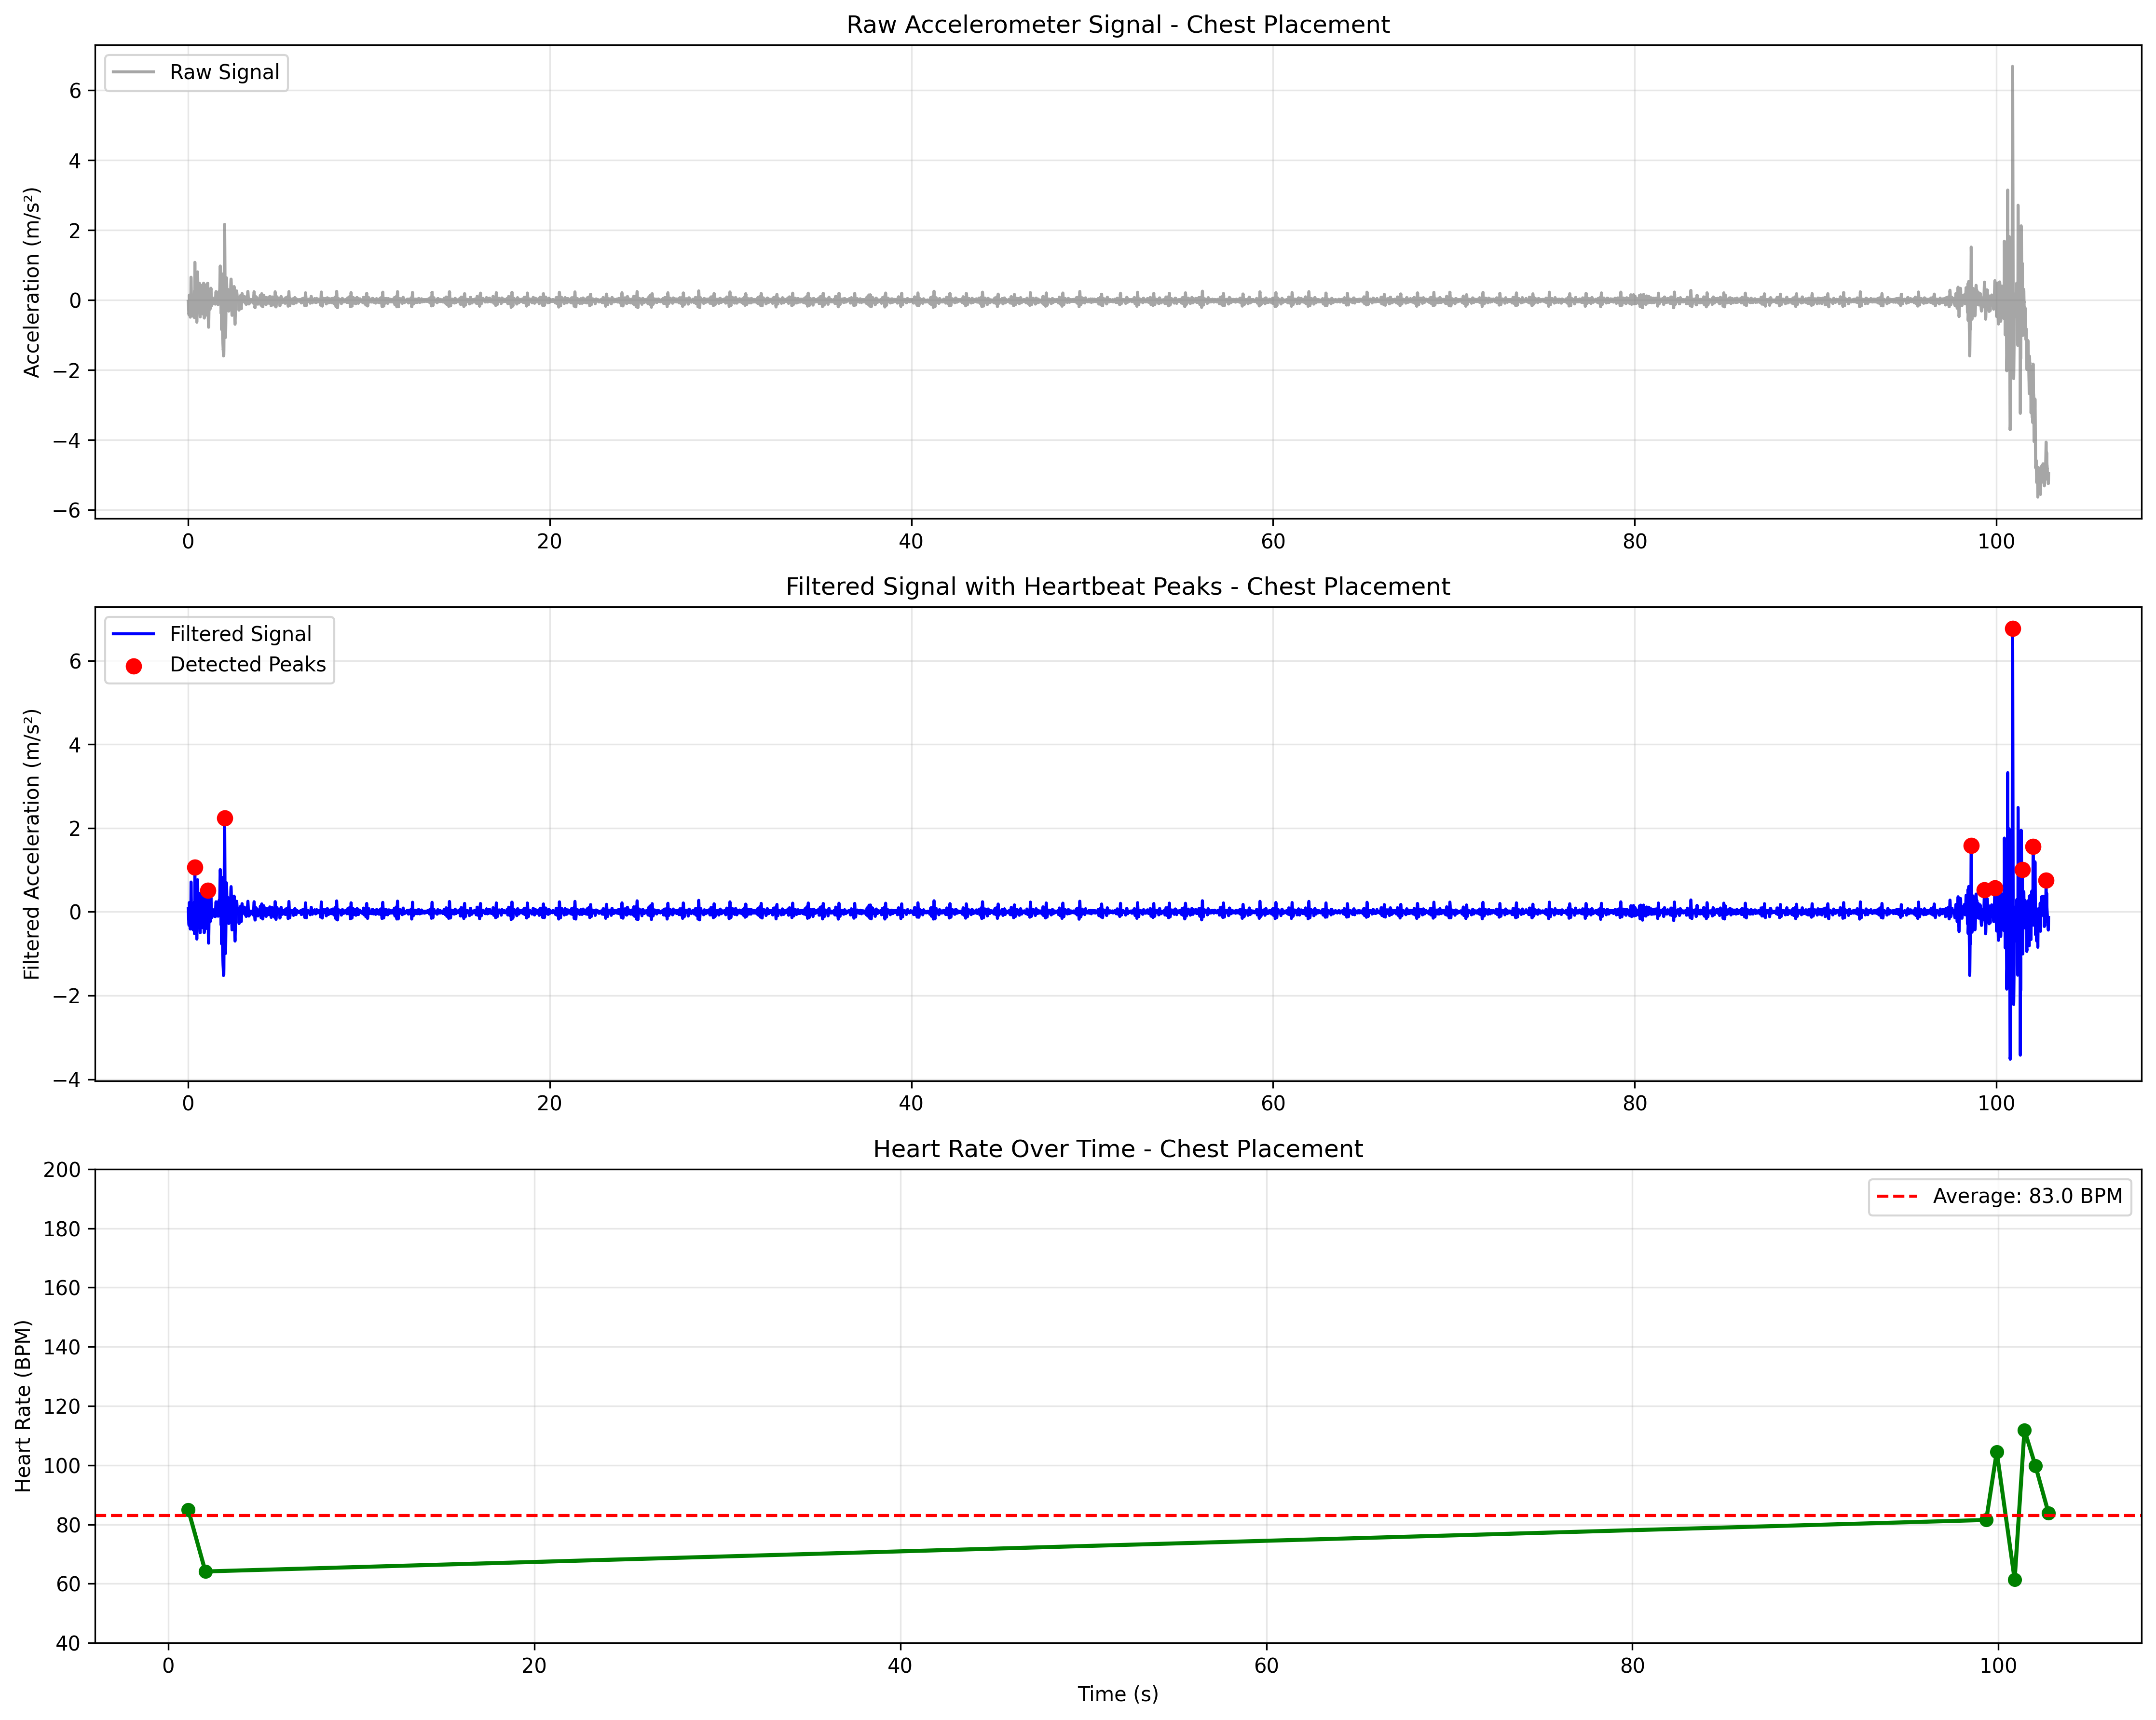 Raw Accelerometer Signal - Chest Placement
Raw Signal
Acceleration (m/s²)
6
4
2
0
−2
−4
−6
0 20 40 60 80 100
Filtered Signal with Heartbeat Peaks - Chest Placement
Filtered Signal
Detected Peaks
Filtered Acceleration (m/s²)
6
4
2
0
−2
−4
0 20 40 60 80 100
Heart Rate Over Time - Chest Placement
Average: 83.0 BPM
Heart Rate (BPM)
200
180
160
140
120
100
80
60
40
0 20 40 60 80 100
Time (s)